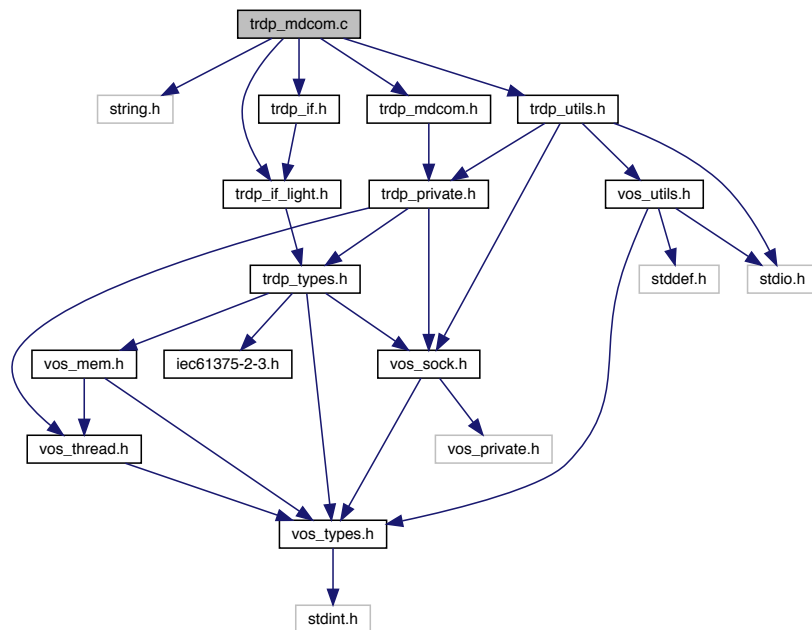 trdp_mdcom.c
string.h
trdp_if.h
trdp_mdcom.h
trdp_utils.h
trdp_if_light.h
trdp_private.h
vos_utils.h
trdp_types.h
stddef.h
stdio.h
vos_mem.h
iec61375-2-3.h
vos_sock.h
vos_thread.h
vos_private.h
vos_types.h
stdint.h